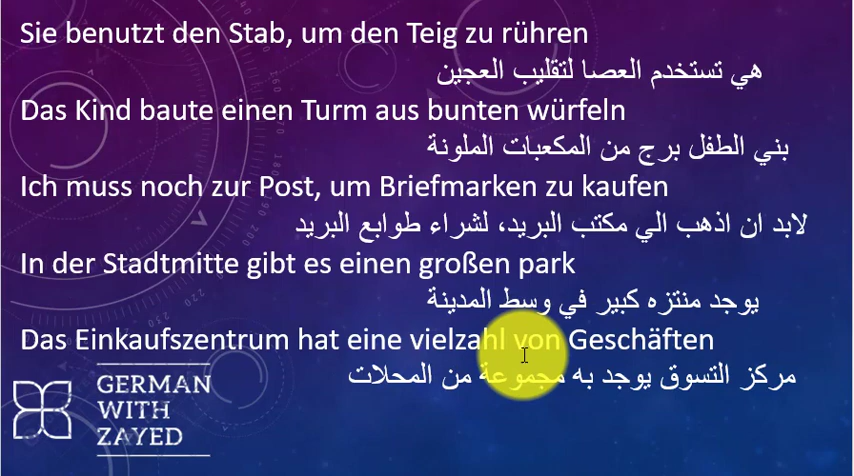 Sie benutzt den Stab, um den Teig zu rühren
هي تستخدم العصا لتقليب العجين
Das Kind baute einen Turm aus bunten würfeln
بني الطفل برج من المكعبات الملونة
Ich muss noch zur Post, um Briefmarken zu kaufen
لابد ان اذهب الي مكتب البريد، لشراء طوابع البريد
In der Stadtmitte gibt es einen großen park
يوجد منتزه كبير في وسط المدينة
Das Einkaufszentrum hat eine vielzahl von Geschäften
مركز التسوق يوجد به مجموعة من المحلات
GERMAN
WITH
ZAYED